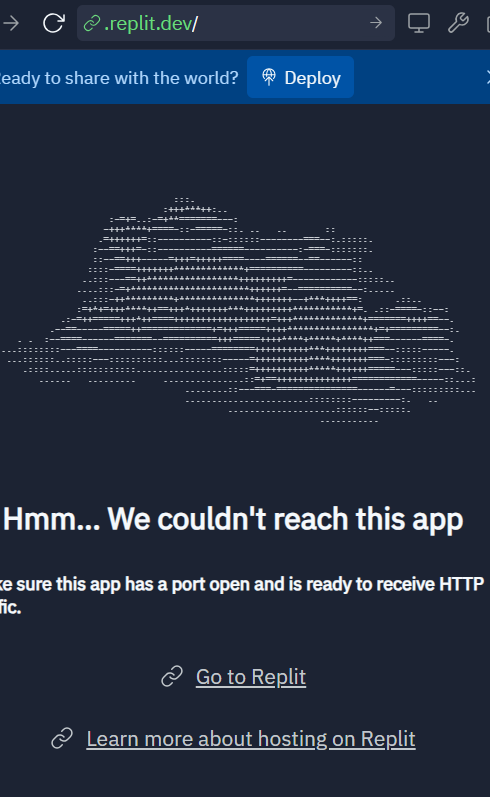 .replit.dev/
eady to share with the world? Deploy
Hmm... We couldn't reach this app
ke sure this app has a port open and is ready to receive HTTP
fic.
Go to Replit
Learn more about hosting on Replit